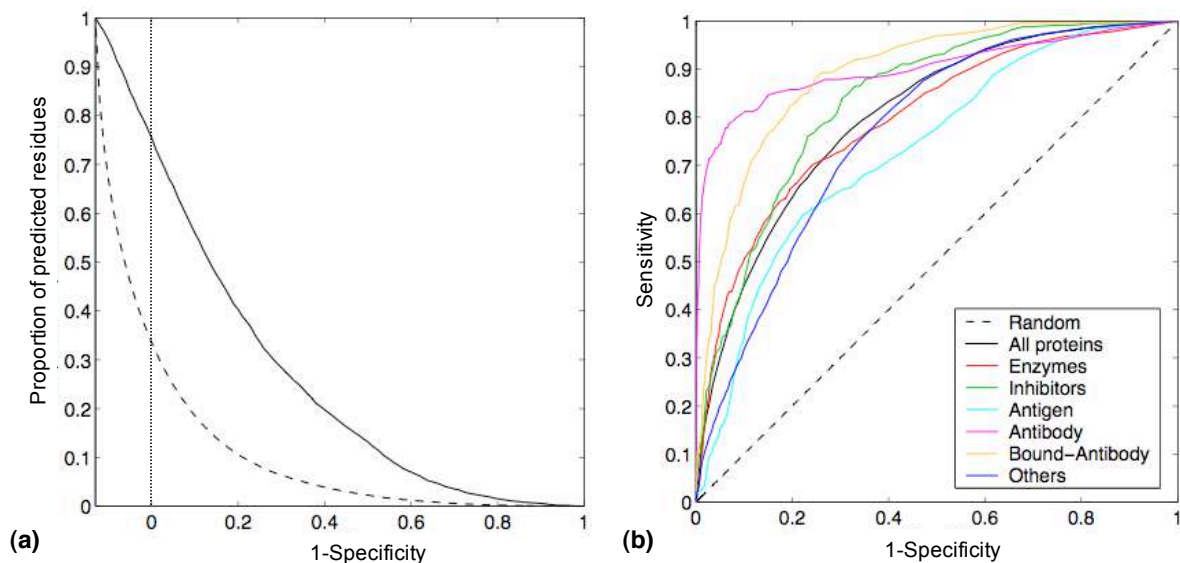 1
0.9
0.8
0.7
0.6
0.5
0.4
0.3
0.2
0.1
0
Proportion of predicted residues
0 0.2 0.4 0.6 0.8 1
1-Specificity
(a)
1
0.9
0.8
0.7
0.6
0.5
0.4
0.3
0.2
0.1
0
Sensitivity
0 0.2 0.4 0.6 0.8 1
1-Specificity
(b)
Random
All proteins
Enzymes
Inhibitors
Antigen
Antibody
Bound-Antibody
Others